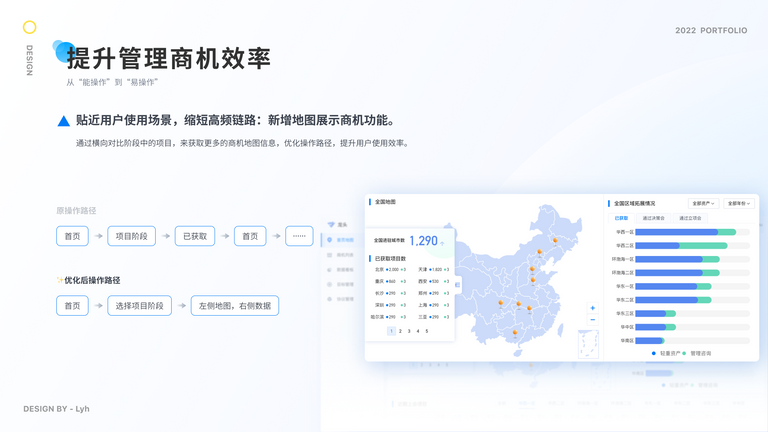 2022 PORTFOLIO
DESIGN
提升管理商机效率
从“能操作”到“易操作”
贴近用户使用场景，缩短高频链路：新增地图展示商机功能。
通过横向对比阶段中的项目，来获取更多的商机地图信息，优化操作路径，提升用户使用效率。
原操作路径
首页 项目阶段 已获取 首页 ······
✨优化后操作路径
首页 选择项目阶段 左侧地图，右侧数据
全国地图
全国进驻城市数 1,290
已获取项目数
北京 2,000 +3 天津 1,820 +3
重庆 860 +3 西安 520 +3
长沙 290 +3 郑州 290 +3
深圳 290 +3 上海 290 +3
哈尔滨 290 +3 三亚 290 +3
1 2 3 4 5
全国区域拓展情况
全部资产 全部年份
已获取 通过决策会 通过立项会
华西一区
华西二区
环渤海一区
环渤海二区
华东一区
华东二区
华东三区
华中区
华南区
轻重资产 管理咨询
DESIGN BY - Lyh